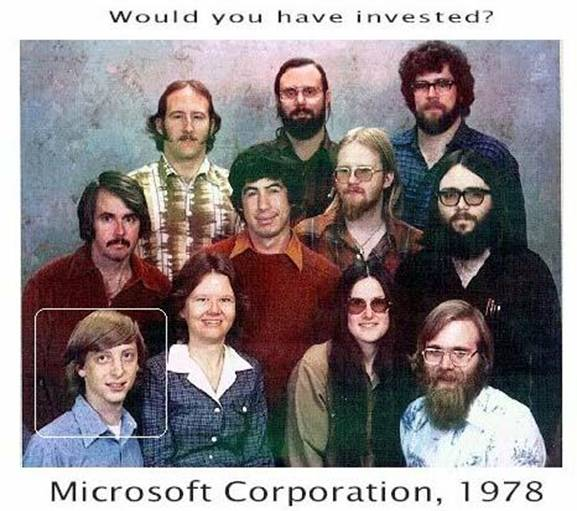 Would you have invested?
Microsoft Corporation, 1978